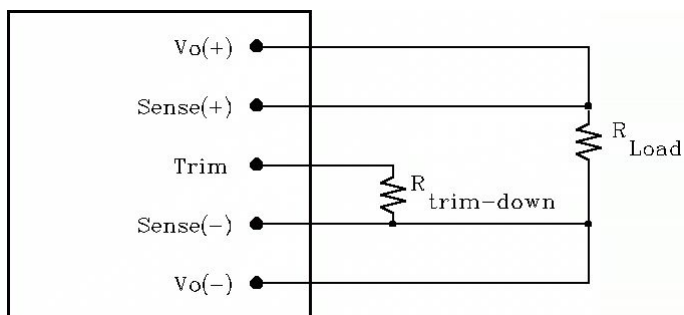 Vo(+)
Sense(+)
R
Load
Trim
R
trim-down
Sense(-)
Vo(-)